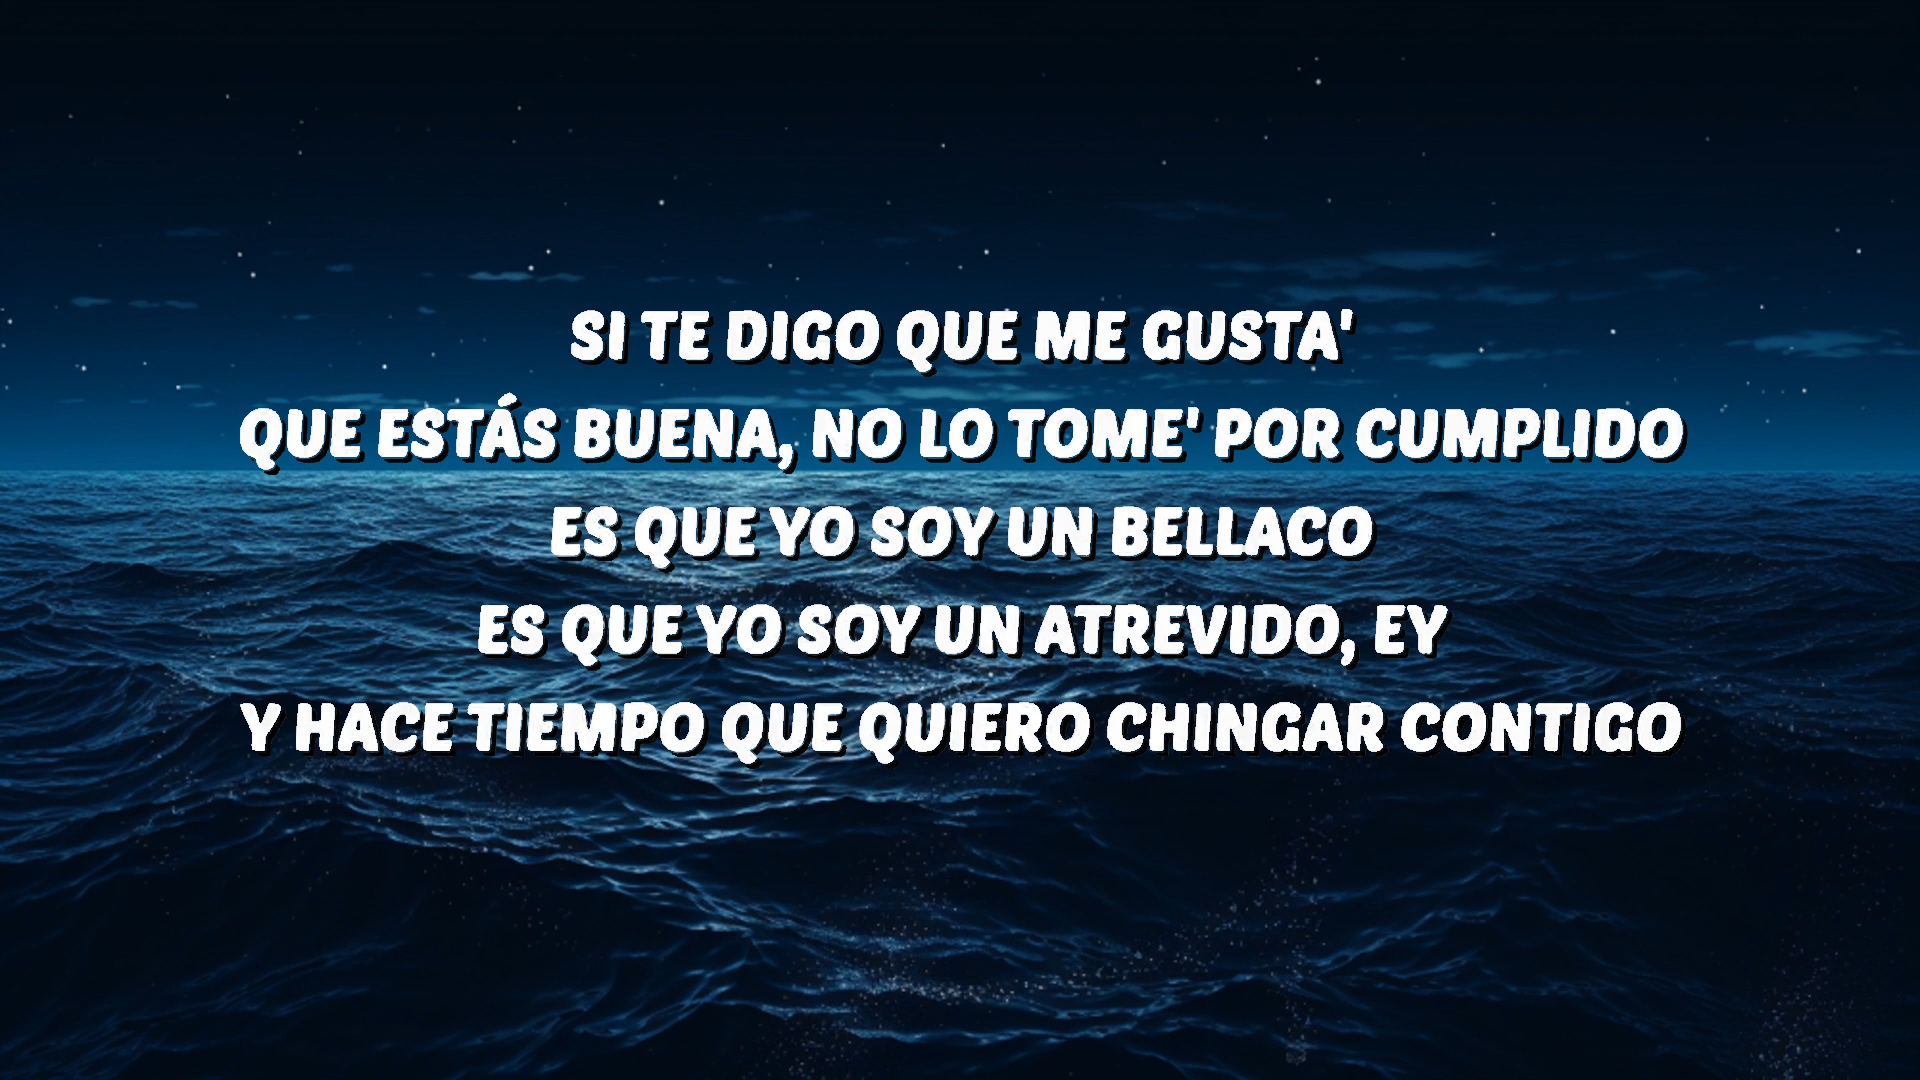 SI TE DIGO QUE ME GUSTA'
QUE ESTÁS BUENA, NO LO TOME' POR CUMPLIDO
ES QUE YO SOY UN BELLACO
ES QUE YO SOY UN ATREVIDO, EY
Y HACE TIEMPO QUE QUIERO CHINGAR CONTIGO